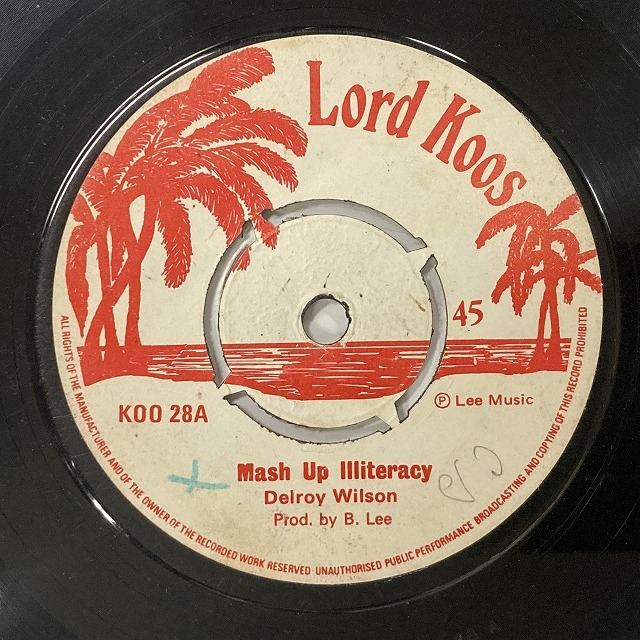 Lord Koos
45
KOO 28A
℗ Lee Music
Mash Up Illiteracy
Delroy Wilson
Prod. by B. Lee
ALL RIGHTS OF THE MANUFACTURER AND OF THE OWNER OF THE RECORDED WORK RESERVED · UNAUTHORISED PUBLIC PERFORMANCE BROADCASTING AND COPYING OF THIS RECORD PROHIBITED